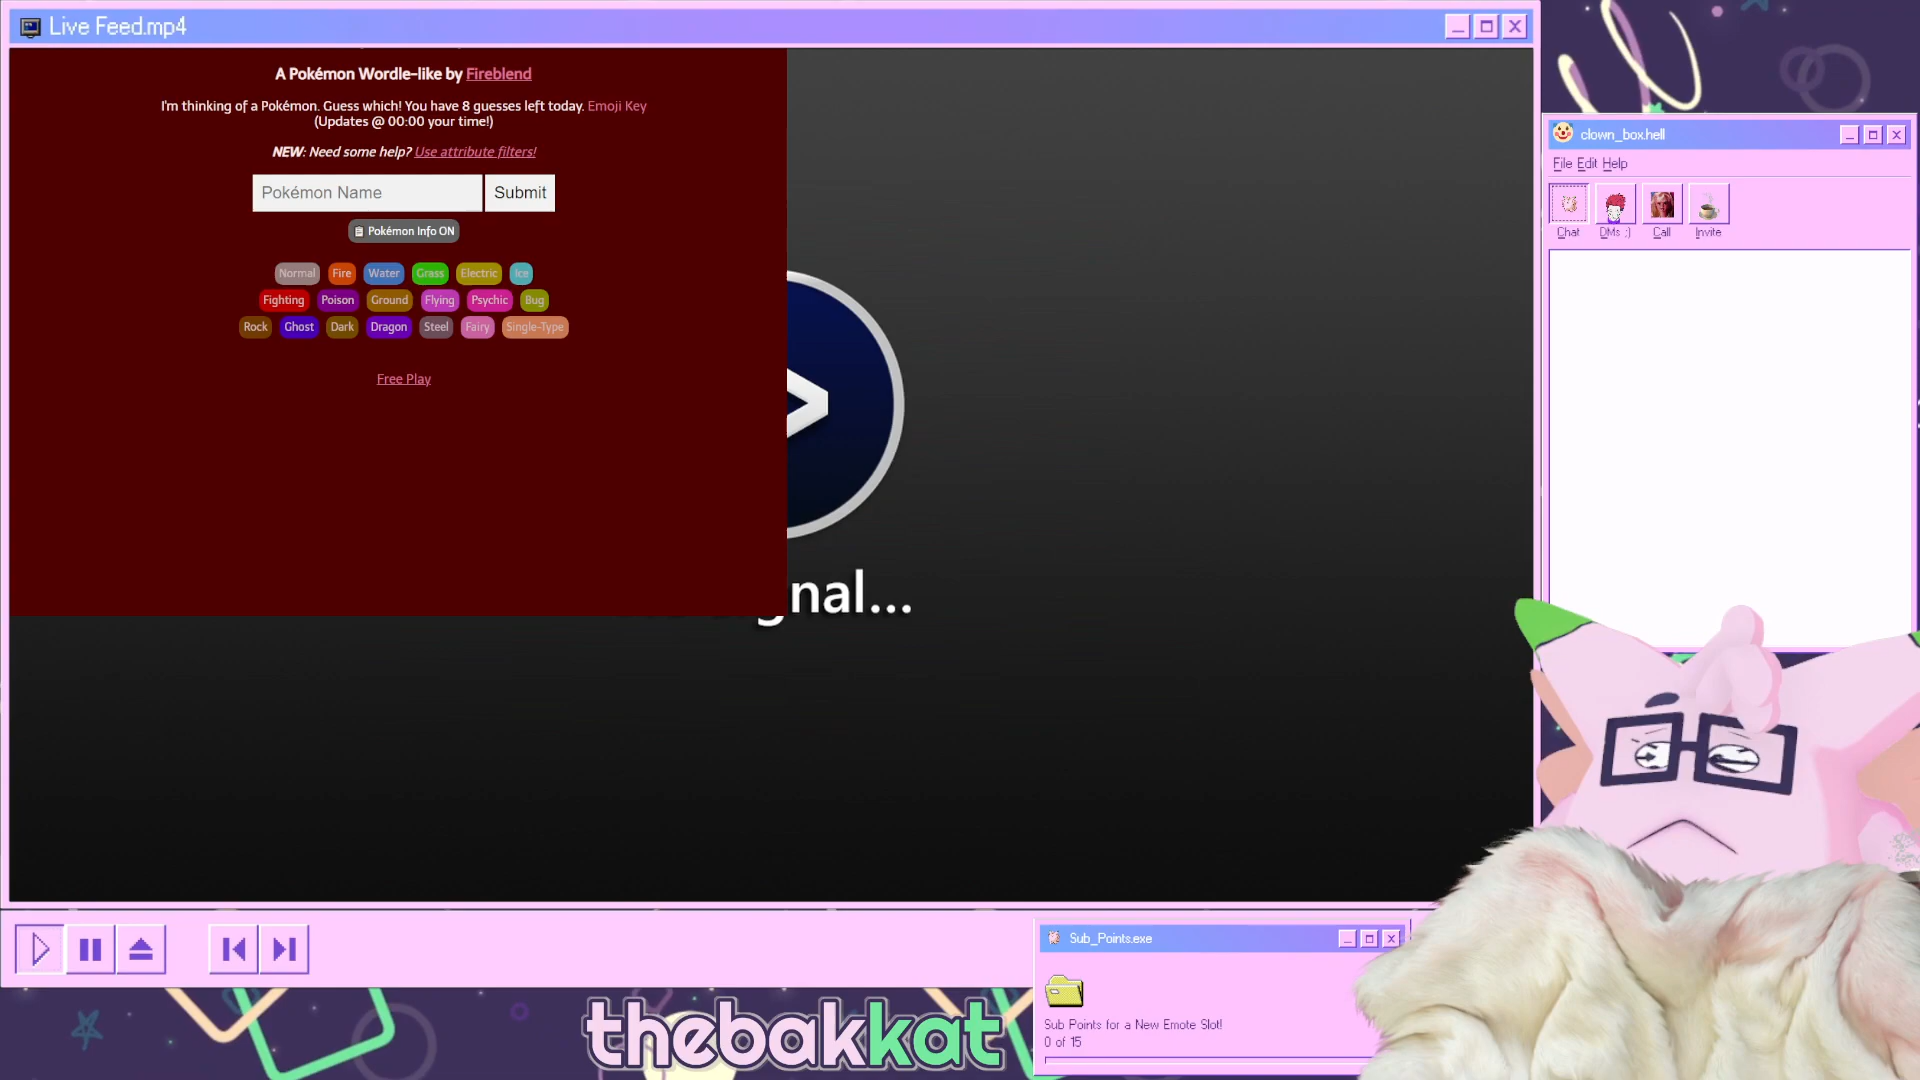 Live Feed.mp4
A Pokémon Wordle-like by Fireblend
I'm thinking of a Pokémon. Guess which! You have 8 guesses left today. Emoji Key
(Updates @ 00:00 your time!)
NEW: Need some help? Use attribute filters!
Pokémon Name Submit
Pokémon Info ON
Normal Fire Water Grass Electric Ice
Fighting Poison Ground Flying Psychic Bug
Rock Ghost Dark Dragon Steel Fairy Single-Type
Free Play
gnal...
clown_box.hell
File Edit Help
Chat DMs ;) Call Invite
Sub_Points.exe
Sub Points for a New Emote Slot!
0 of 15
thebakkat